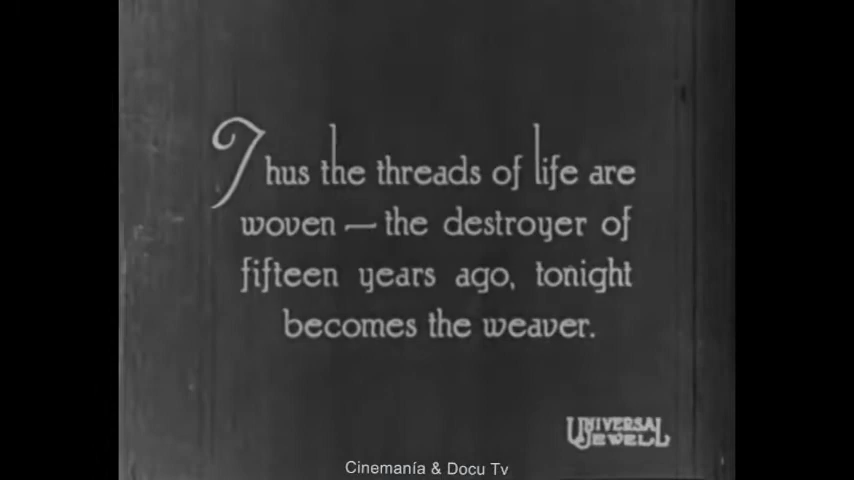 Thus the threads of life are
woven — the destroyer of
fifteen years ago, tonight
becomes the weaver.
UNIVERSAL
JEWELL
Cinemanía & Docu Tv